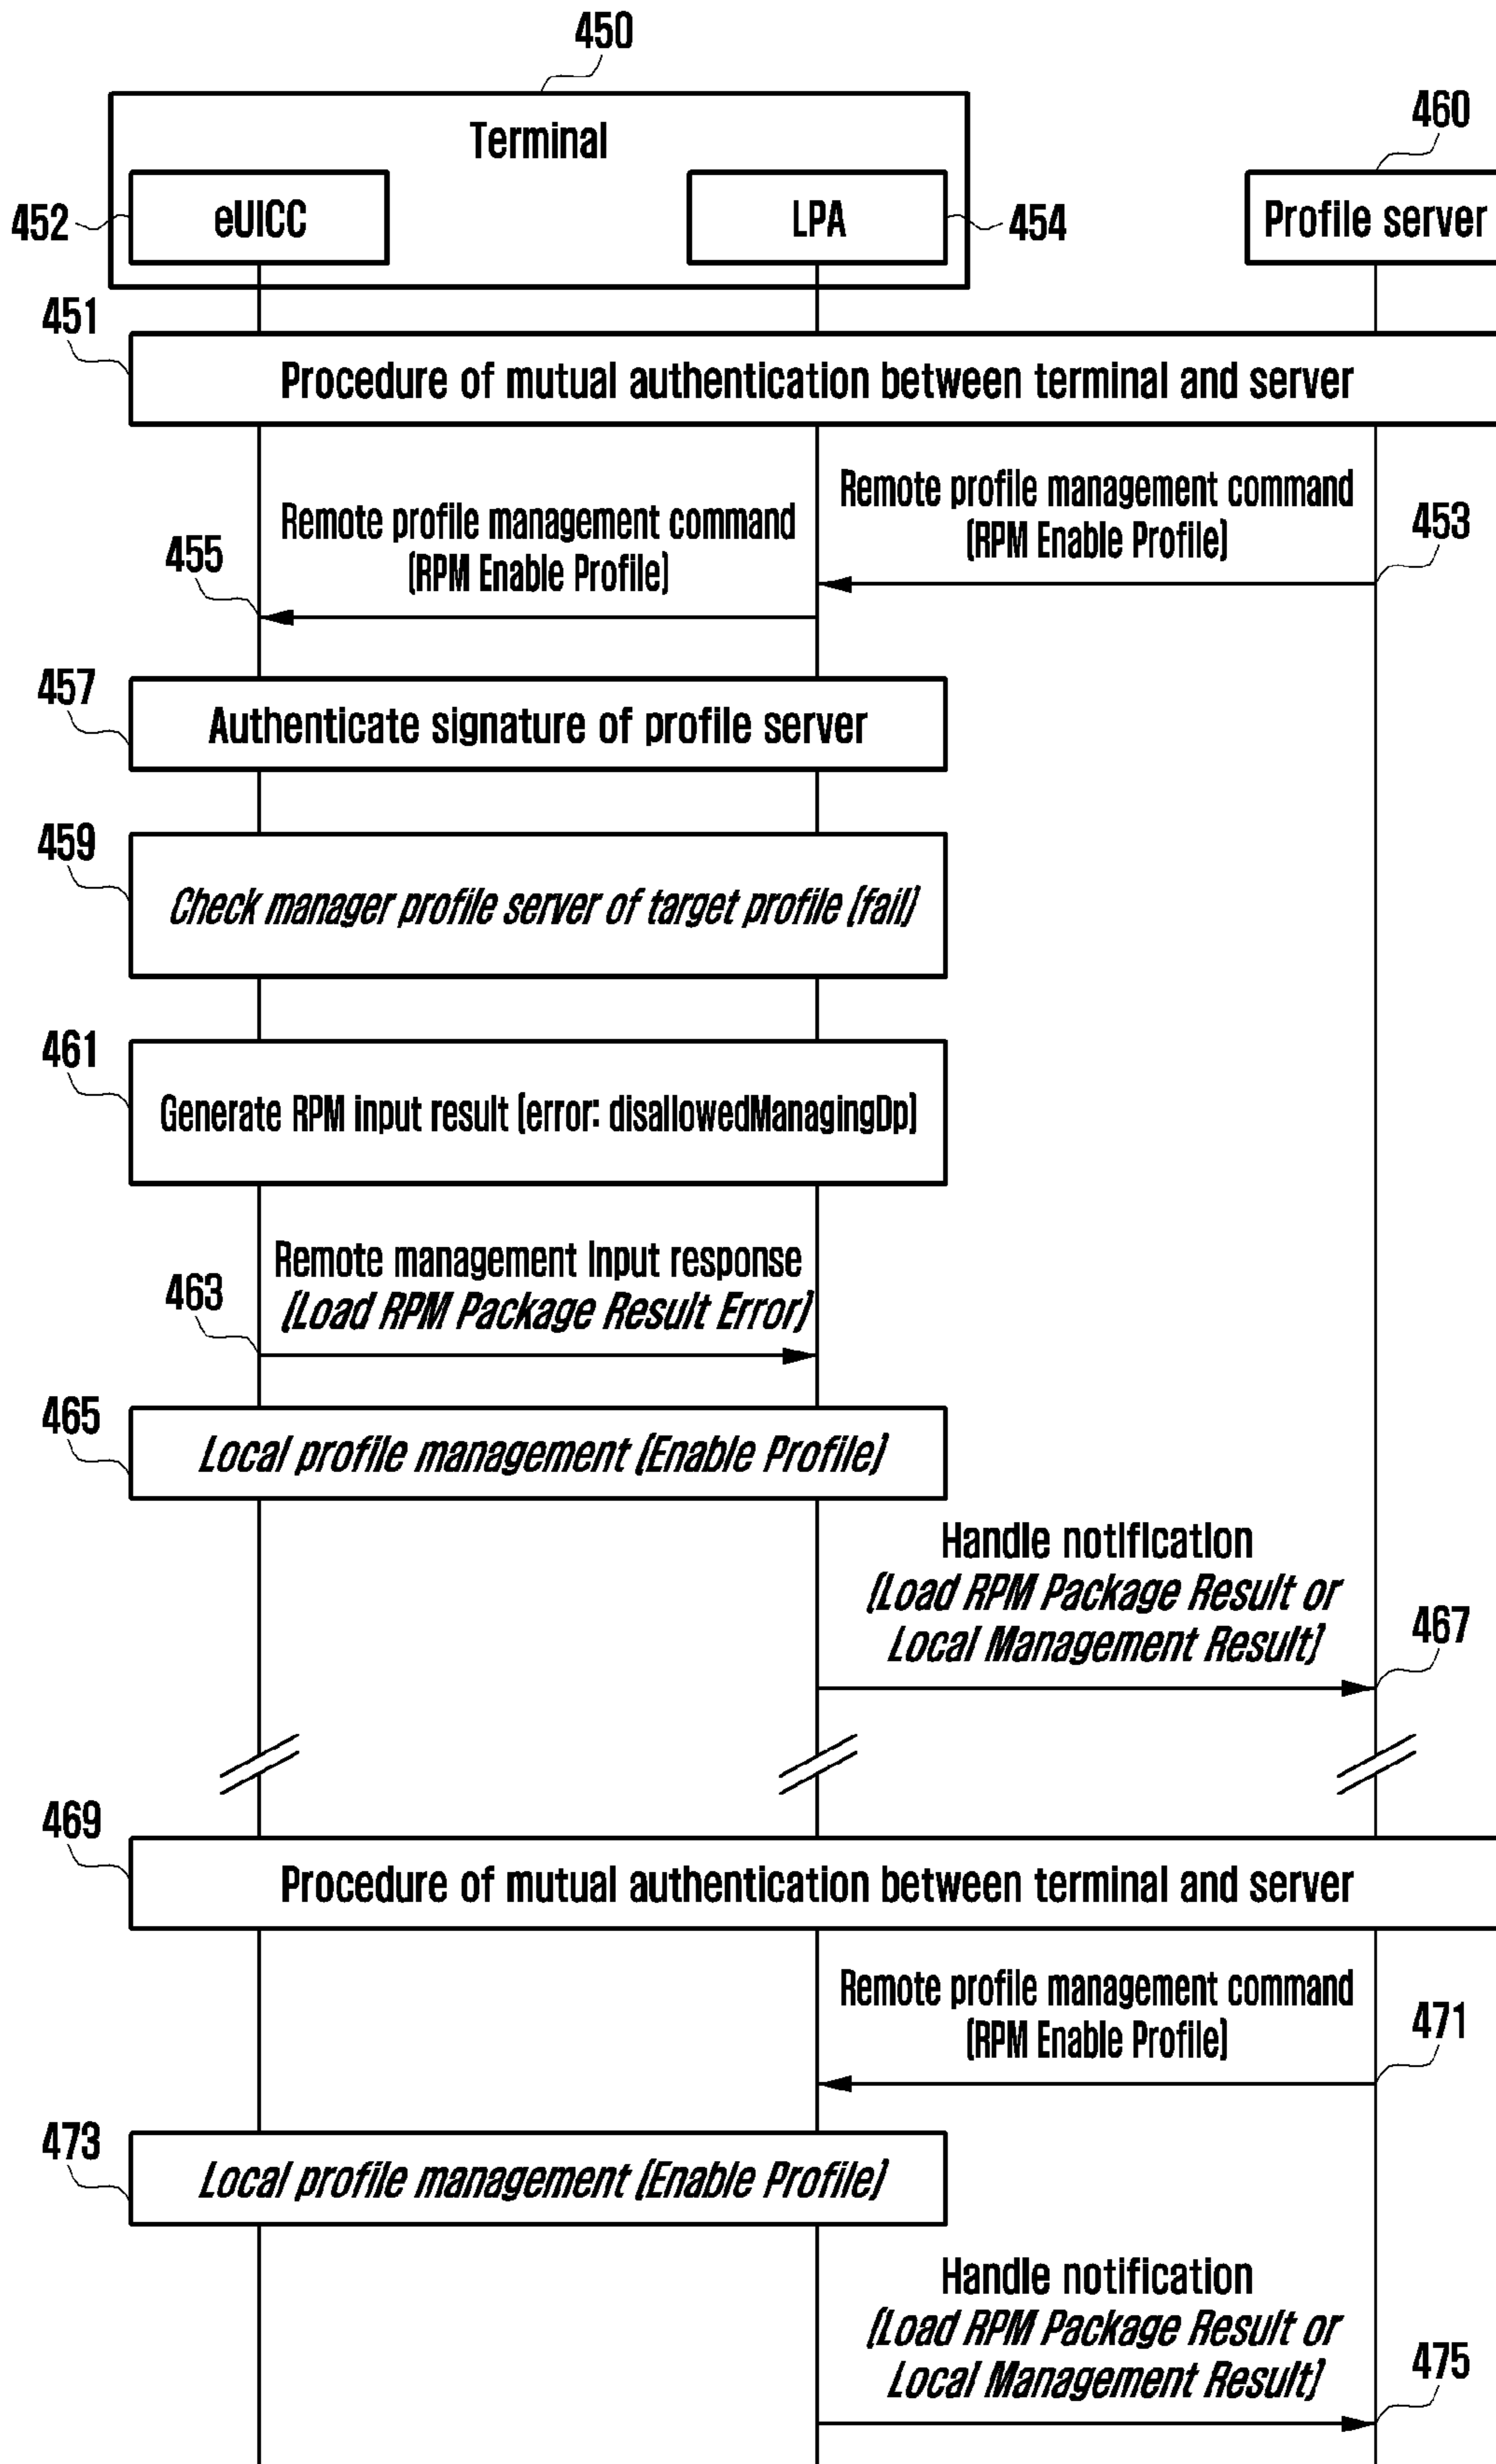 450
Terminal
460
452
eUICC
LPA
454
Profile server
451
Procedure of mutual authentication between terminal and server
Remote profile management command
(RPM Enable Profile)
453
Remote profile management command
(RPM Enable Profile)
455
457
Authenticate signature of profile server
459
Check manager profile server of target profile (fail)
461
Generate RPM input result (error: disallowedManagingDp)
Remote management Input response
(Load RPM Package Result Error)
463
465
Local profile management (Enable Profile)
Handle notification
(Load RPM Package Result or
Local Management Result)
467
469
Procedure of mutual authentication between terminal and server
Remote profile management command
(RPM Enable Profile)
471
473
Local profile management (Enable Profile)
Handle notification
(Load RPM Package Result or
Local Management Result)
475